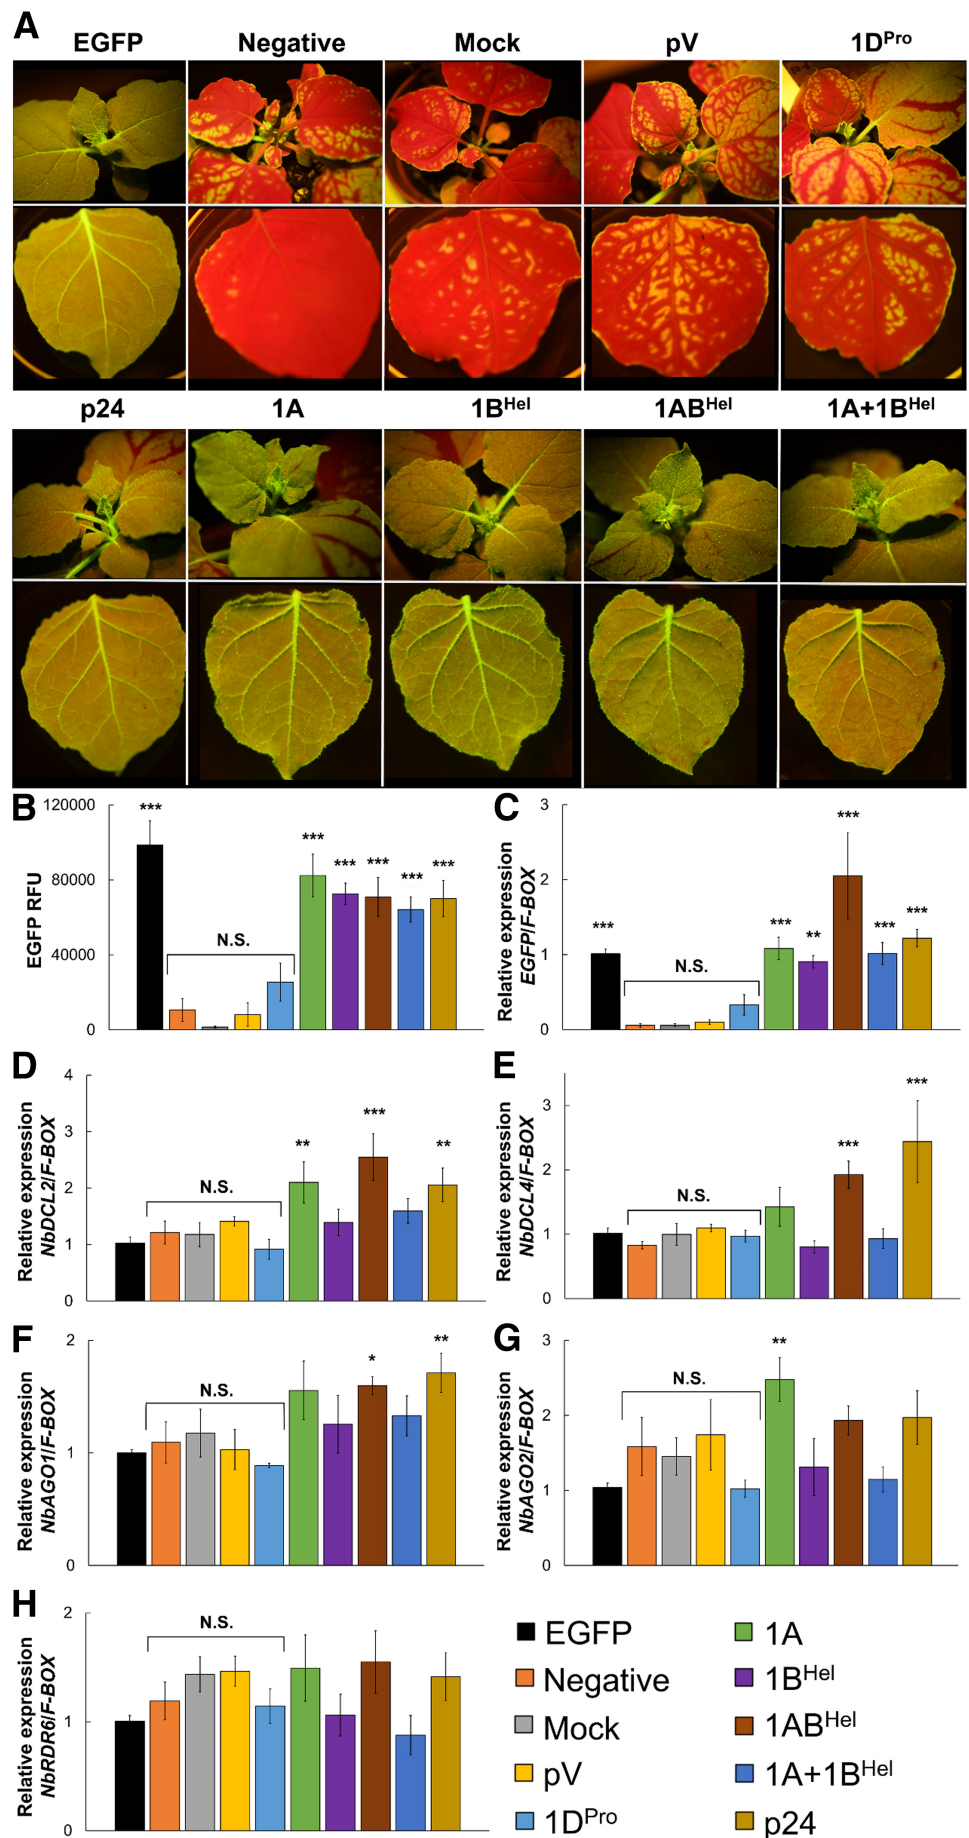 A
EGFP Negative Mock pV 1DPro
p24 1A 1BHel 1ABHel 1A+1BHel
B
EGFP RFU
120000
80000
40000
0
***
N.S.
*** *** *** *** ***
C
Relative expression
EGFP/F-BOX
3
2
1
0
***
N.S.
*** ** *** *** ***
D
Relative expression
NbDCL2/F-BOX
4
3
2
1
0
N.S.
** *** **
E
Relative expression
NbDCL4/F-BOX
3
2
1
0
N.S.
*** ***
F
Relative expression
NbAGO1/F-BOX
2
1
0
N.S.
* **
G
Relative expression
NbAGO2/F-BOX
3
2
1
0
N.S.
**
H
Relative expression
NbRDR6/F-BOX
2
1
0
N.S.
EGFP
Negative
Mock
pV
1DPro
1A
1BHel
1ABHel
1A+1BHel
p24